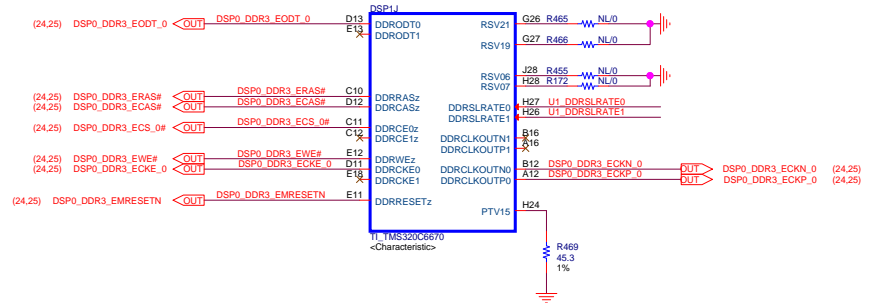 DSP1J
(24,25) DSP0_DDR3_EODT_0 OUT DSP0_DDR3_EODT_0 D13 DDRODT0 RSV21 G26 R465 NL/0
E13 DDRODT1
RSV19 G27 R466 NL/0
RSV06 J28 R455 NL/0
RSV07 H28 R172 NL/0
(24,25) DSP0_DDR3_ERAS# OUT DSP0_DDR3_ERAS# C10 DDRRASz
(24,25) DSP0_DDR3_ECAS# OUT DSP0_DDR3_ECAS# D12 DDRCASz
DDRSLRATE0 H27 U1_DDRSLRATE0
DDRSLRATE1 H26 U1_DDRSLRATE1
(24,25) DSP0_DDR3_ECS_0# OUT DSP0_DDR3_ECS_0# C11 DDRCE0z
C12 DDRCE1z
DDRCLKOUTN1 B16
DDRCLKOUTP1 A16
(24,25) DSP0_DDR3_EWE# OUT DSP0_DDR3_EWE# E12 DDRWEz
(24,25) DSP0_DDR3_ECKE_0 OUT DSP0_DDR3_ECKE_0 D11 DDRCKE0
E18 DDRCKE1
DDRCLKOUTN0 B12 DSP0_DDR3_ECKN_0 OUT DSP0_DDR3_ECKN_0 (24,25)
DDRCLKOUTP0 A12 DSP0_DDR3_ECKP_0 OUT DSP0_DDR3_ECKP_0 (24,25)
(24,25) DSP0_DDR3_EMRESETN OUT DSP0_DDR3_EMRESETN E11 DDRRESETz
PTV15 H24
TI_TMS320C6670
<Characteristic>
R469
45.3
1%